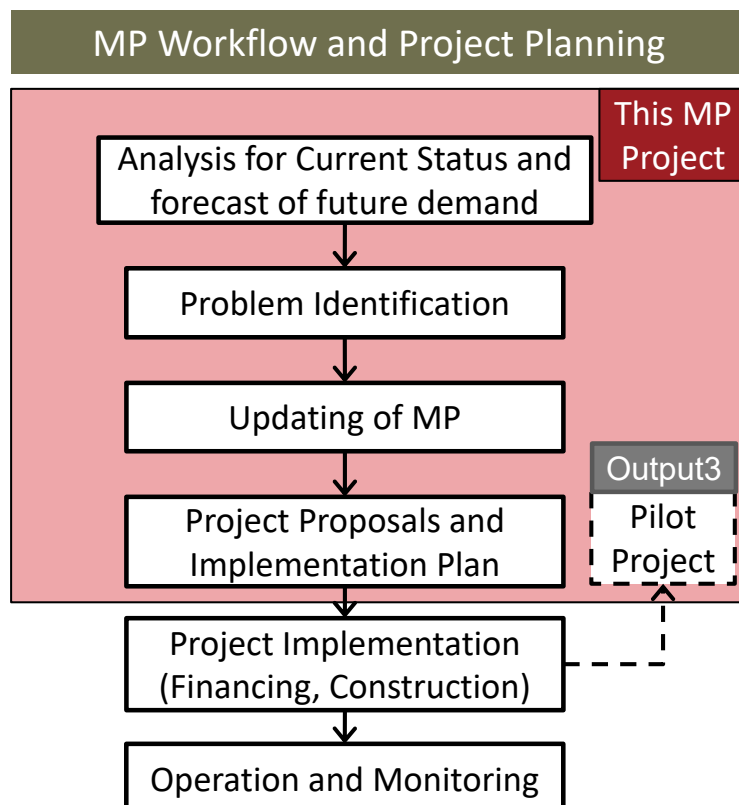 MP Workflow and Project Planning
This MP
Project
Analysis for Current Status and
forecast of future demand
Problem Identification
Updating of MP
Output3
Pilot
Project
Project Proposals and
Implementation Plan
Project Implementation
(Financing, Construction)
Operation and Monitoring